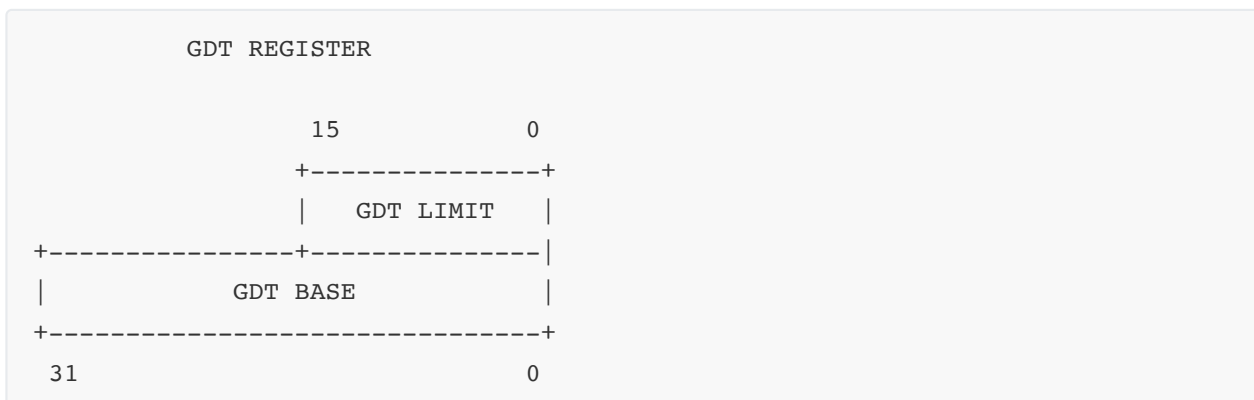 GDT REGISTER
15 0
+---------------+
| GDT LIMIT |
+----------------+---------------|
| GDT BASE |
+--------------------------------+
31 0